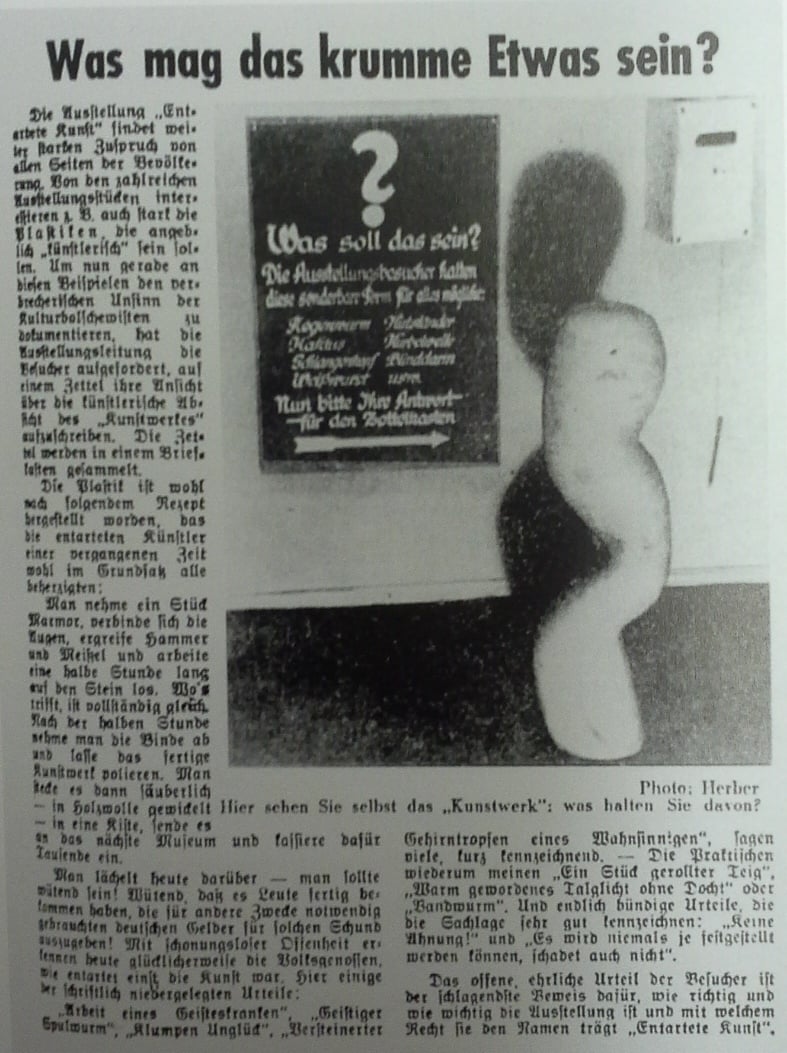 Was mag das krumme Etwas sein?
Die Ausstellung „Ent-
artete Kunst“ findet wei-
ter starken Zuspruch von
allen Seiten der Bevölke-
rung. Von den zahlreichen
Ausstellungsstücken inter-
essieren z. B. auch stark die
Plastiken, die angeb-
lich „künstlerisch“ sein sol-
len. Um nun gerade an
diesen Beispielen den ver-
brecherischen Unsinn der
Kulturbolschewisten zu
dokumentieren, hat die
Ausstellungsleitung die
Besucher aufgefordert, auf
einem Zettel ihre Ansicht
über die künstlerische Ab-
sicht des „Kunstwerkes“
aufzuschreiben. Die Zet-
tel werden in einem Brief-
kasten gesammelt.
Die Plastik ist wohl
nach folgendem Rezept
hergestellt worden, das
die entarteten Künstler
einer vergangenen Zeit
wohl im Grundsatz alle
beherzigten:
Man nehme ein Stück
Marmor, verbinde sich die
Augen, ergreife Hammer
und Meißel und arbeite
eine halbe Stunde lang
auf den Stein los. Wo's
trifft, ist vollständig gleich.
Nach der halben Stunde
nehme man die Binde ab
und lasse das fertige
Kunstwerk polieren. Man
stecke es dann säuberlich
— in Holzwolle gewickelt
— in eine Kiste, sende es
an das nächste Museum und kassiere dafür
Tausende ein.
Man lächelt heute darüber — man sollte
wütend sein! Wütend, daß es Leute fertig be-
kommen haben, die für andere Zwecke notwendig
gebrauchten deutschen Gelder für solchen Schund
auszugeben! Mit schonungsloser Offenheit er-
kennen heute glücklicherweise die Volksgenossen,
wie entartet einst die Kunst war. Hier einige
der schriftlich niedergelegten Urteile:
„Arbeit eines Geisteskranken“, „Geistiger
Spulwurm“, „Klumpen Unglück“, „Versteinerter
?
Was soll das sein?
Die Ausstellungsbesucher halten
diese sonderbare Form für alles mögliche:
Regenwurm
Kaktus
Schlangentopf Blinddarm
Weißwurst usw.
Nun bitte Ihre Antwort
für den Zettelkasten
Photo: Herber
Hier sehen Sie selbst das „Kunstwerk“: was halten Sie davon?
Gehirntropfen eines Wahnsinnigen“, sagen
viele, kurz kennzeichnend. — Die Praktischen
wiederum meinen „Ein Stück gerollter Teig“,
„Warm gewordenes Talglicht ohne Docht“ oder
„Bandwurm“. Und endlich bündige Urteile, die
die Sachlage sehr gut kennzeichnen: „Keine
Ahnung!“ und „Es wird niemals je festgestellt
werden können, schadet auch nicht“.
Das offene, ehrliche Urteil der Besucher ist
der schlagendste Beweis dafür, wie richtig und
wie wichtig die Ausstellung ist und mit welchem
Recht sie den Namen trägt „Entartete Kunst“.